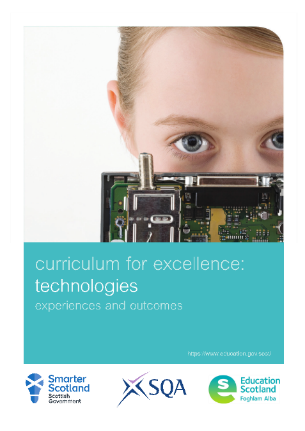 curriculum for excellence:
technologies
experiences and outcomes
https://www.education.gov.scot/
Smarter
Scotland
Scottish
Government
SQA
Education
Scotland
Foghlam Alba